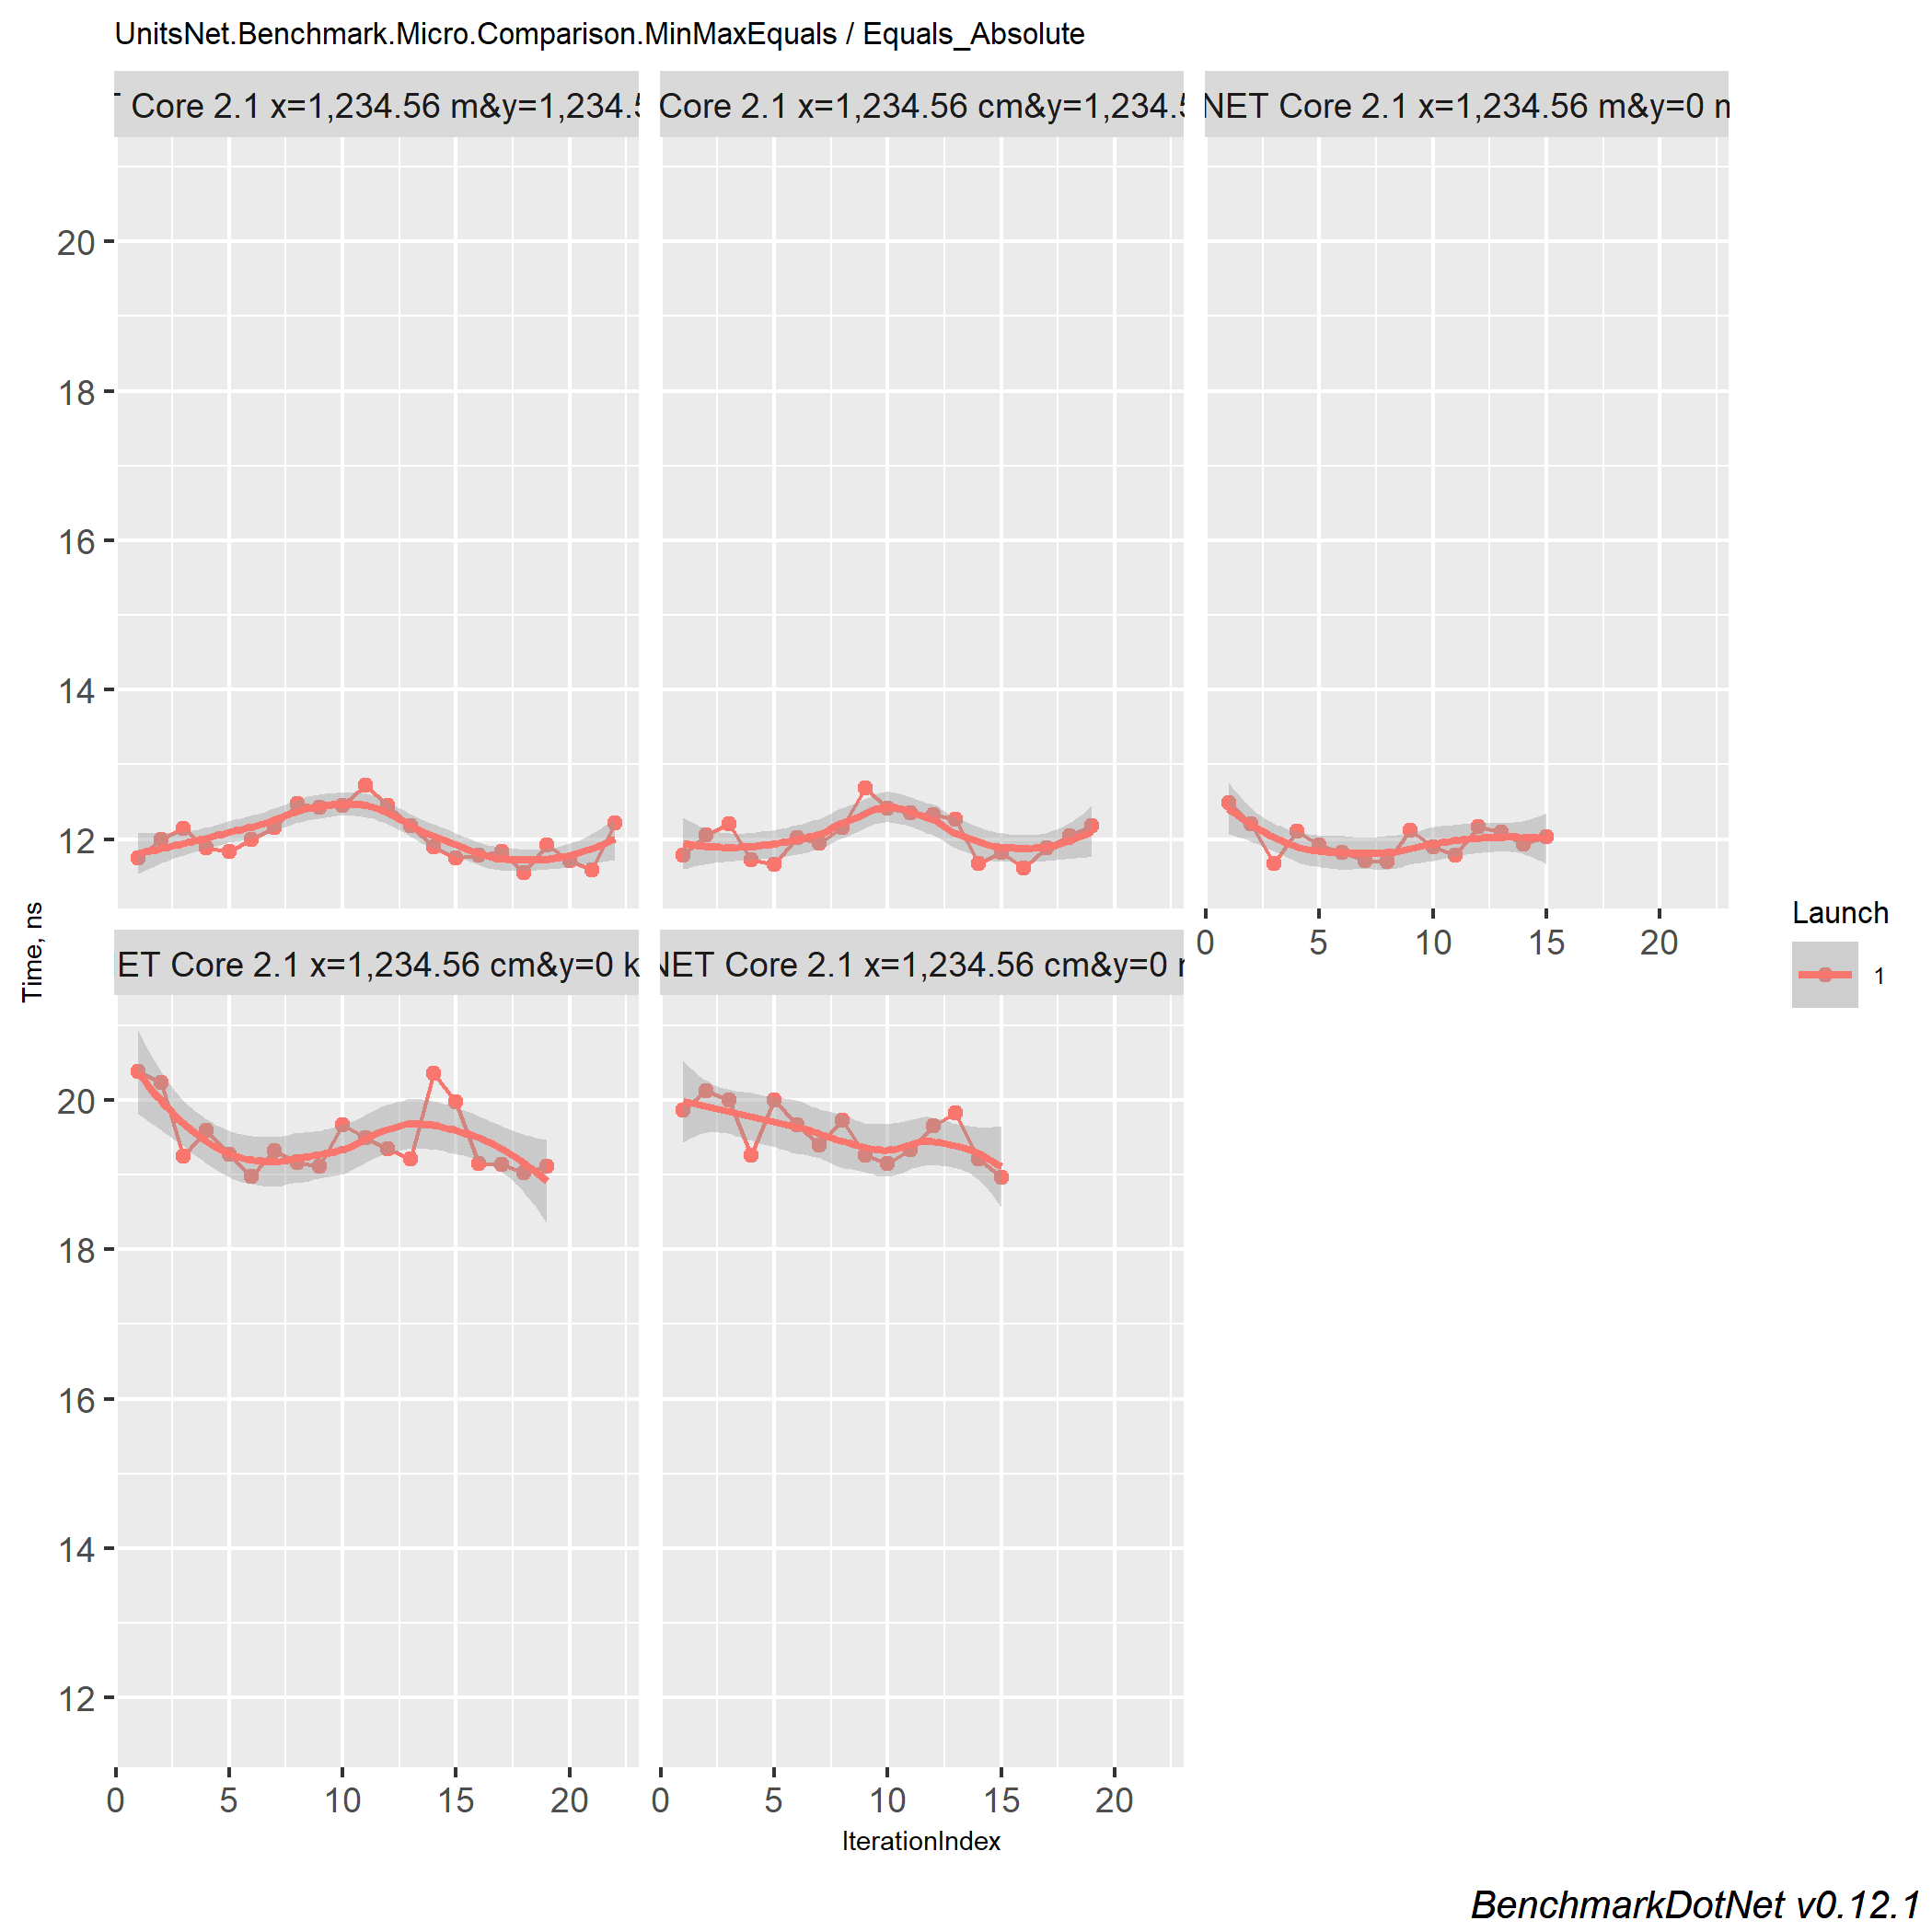 UnitsNet.Benchmark.Micro.Comparison.MinMaxEquals / Equals_Absolute
Core 2.1 x=1,234.56 m&y=1,234.5
Core 2.1 x=1,234.56 cm&y=1,234.5
NET Core 2.1 x=1,234.56 m&y=0
20
18
16
14
12
0 5 10 15 20
ET Core 2.1 x=1,234.56 cm&y=0 k
NET Core 2.1 x=1,234.56 cm&y=0
20
18
16
14
12
0 5 10 15 20
0 5 10 15 20
Time, ns
IterationIndex
Launch
1
BenchmarkDotNet v0.12.1